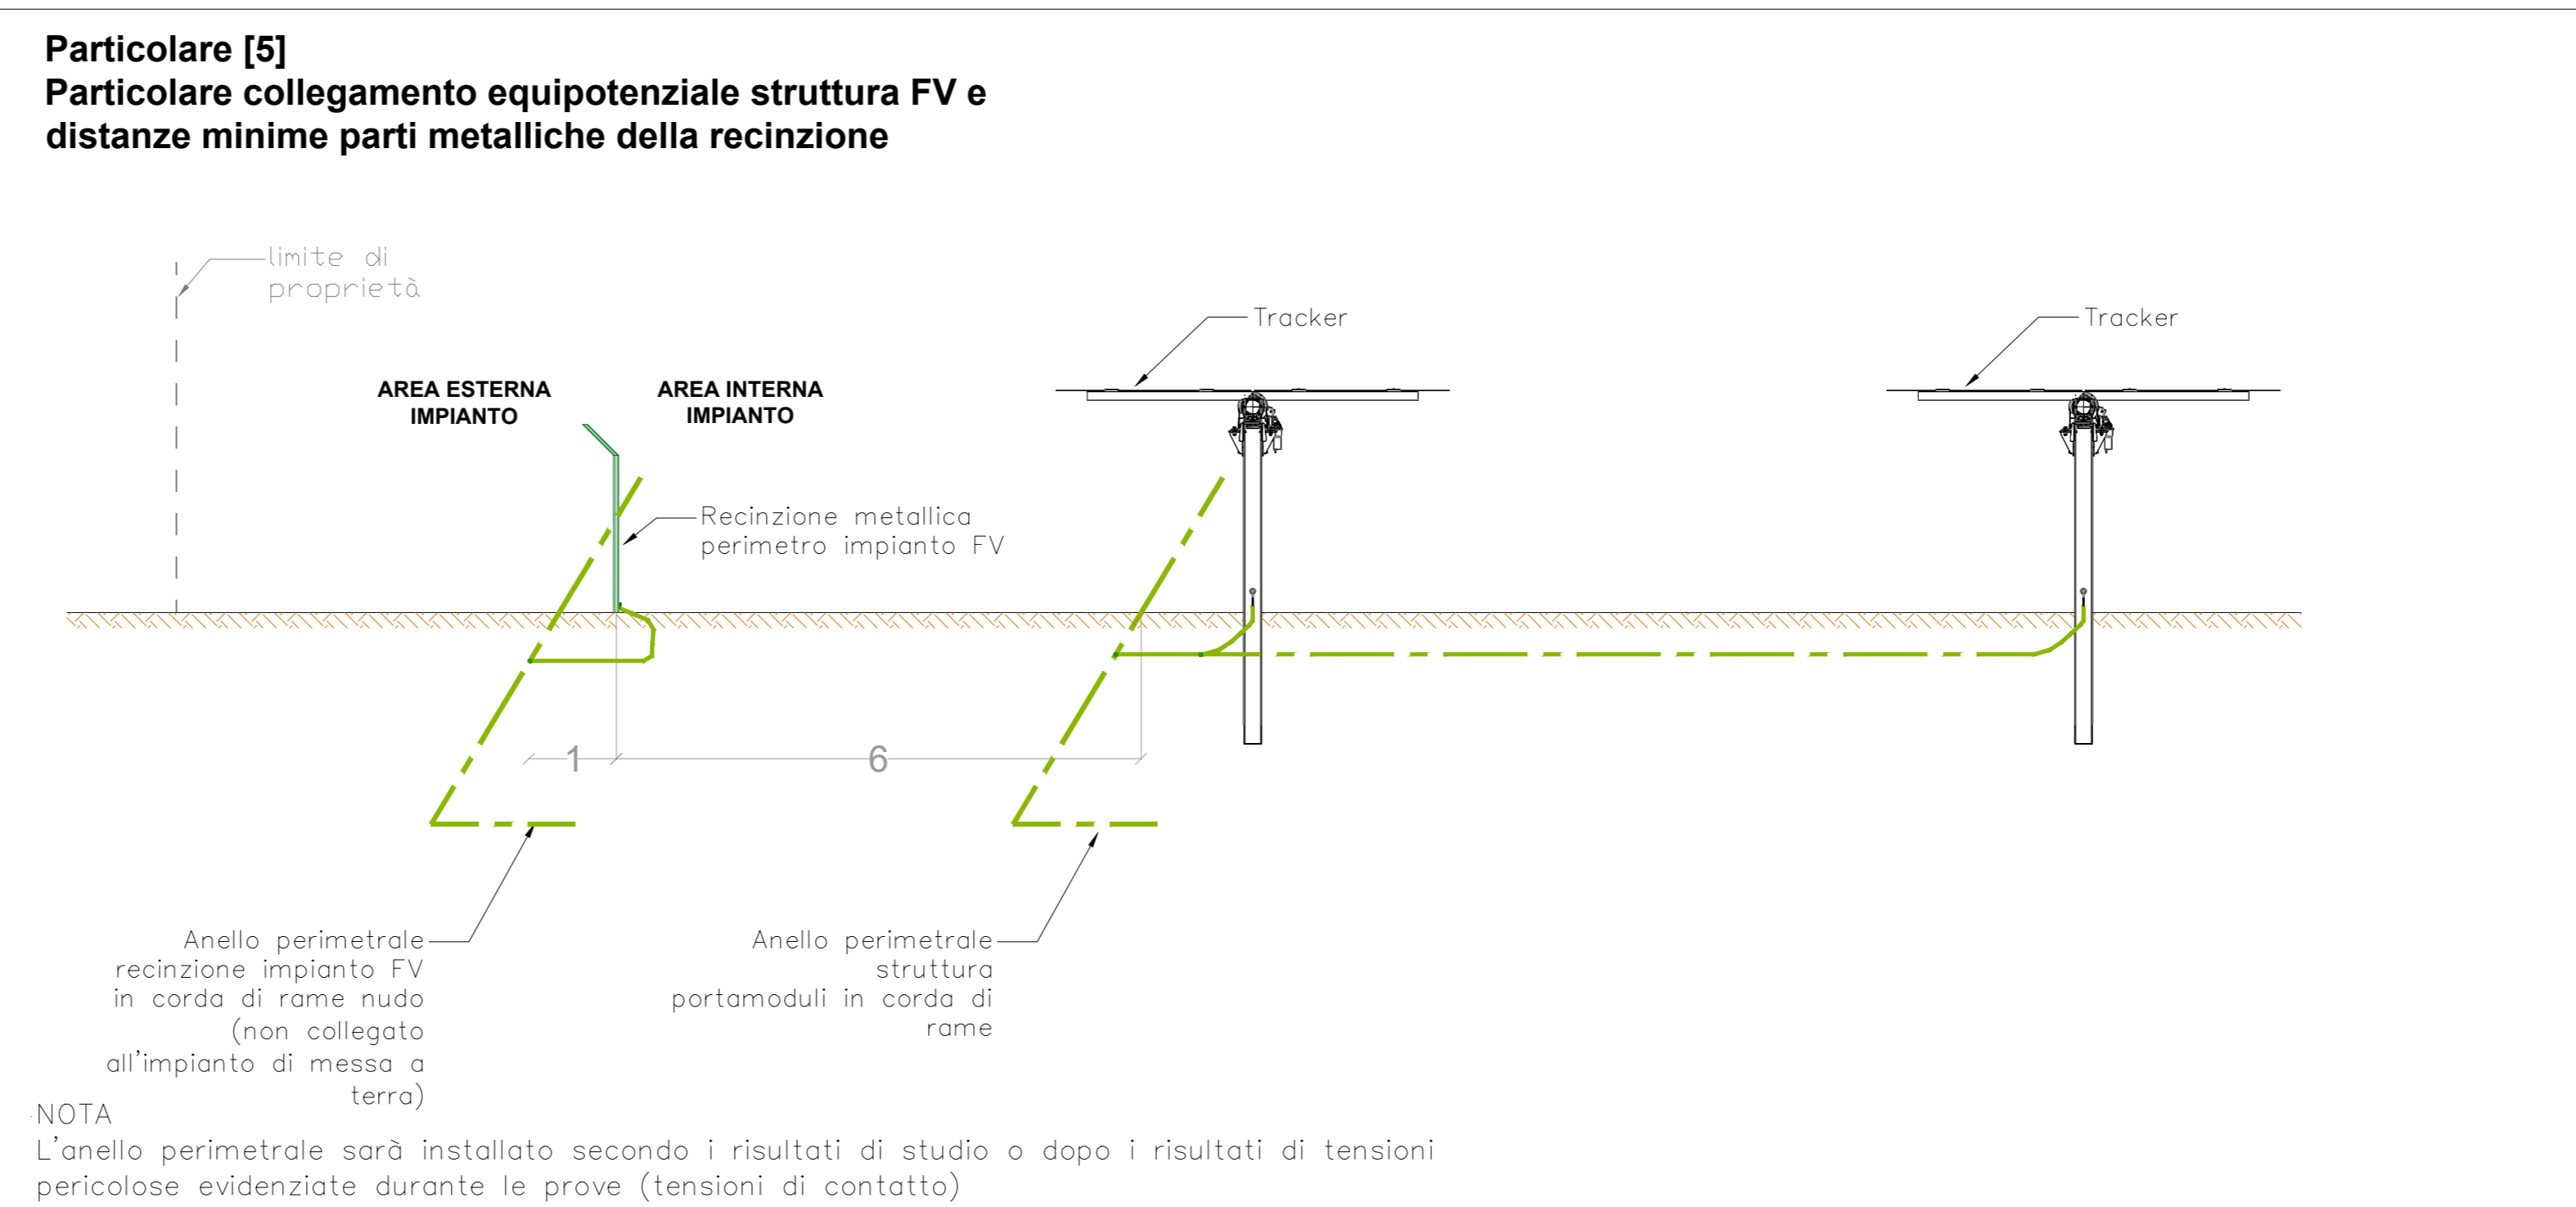 Particolare [5]
Particolare collegamento equipotenziale struttura FV e
distanze minime parti metalliche della recinzione
limite di
proprietà
Tracker
Tracker
AREA ESTERNA
IMPIANTO
AREA INTERNA
IMPIANTO
Recinzione metallica
perimetro impianto FV
1
6
Anello perimetrale
recinzione impianto FV
in corda di rame nudo
(non collegato
all'impianto di messa a
terra)
Anello perimetrale
struttura
portamoduli in corda di
rame
NOTA
L'anello perimetrale sarà installato secondo i risultati di studio o dopo i risultati di tensioni
pericolose evidenziate durante le prove (tensioni di contatto)